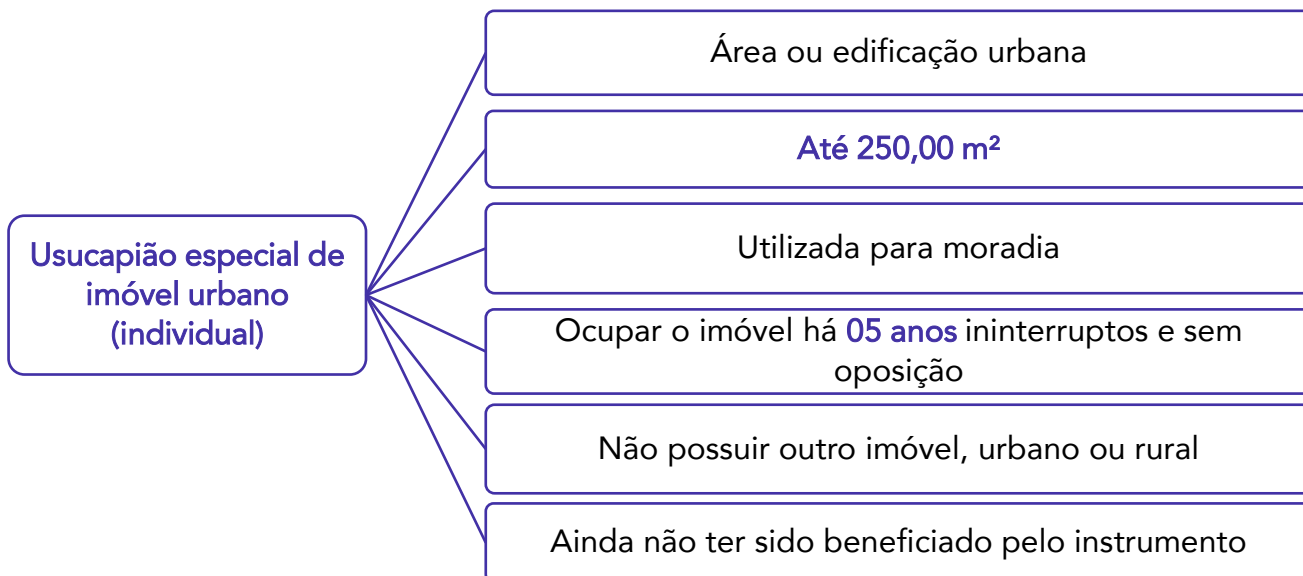 Área ou edificação urbana
Até 250,00 m²
Usucapião especial de
imóvel urbano
(individual)
Utilizada para moradia
Ocupar o imóvel há 05 anos ininterruptos e sem
oposição
Não possuir outro imóvel, urbano ou rural
Ainda não ter sido beneficiado pelo instrumento